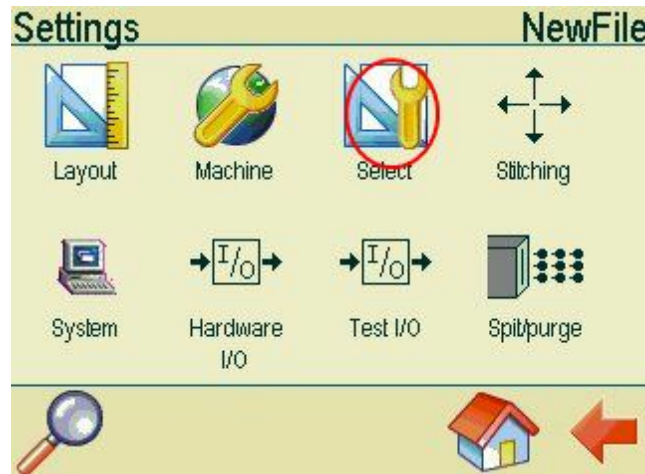 Settings NewFile
Layout Machine Select Stitching
I/O I/O
System Hardware I/O Test I/O Spit/purge